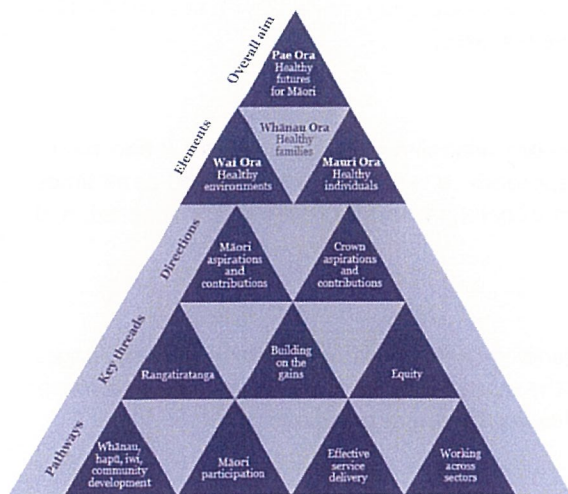 Overall aim
Pae Ora
Healthy
futures
for Māori
Elements
Whānau Ora
Healthy
families
Wai Ora
Healthy
environments
Mauri Ora
Healthy
individuals
Directions
Māori
aspirations
and
contributions
Crown
aspirations
and
contributions
Key threads
Rangatiratanga
Building
on the
gains
Equity
Pathways
Whānau,
hapū, iwi,
community
development
Māori
participation
Effective
service
delivery
Working
across
sectors